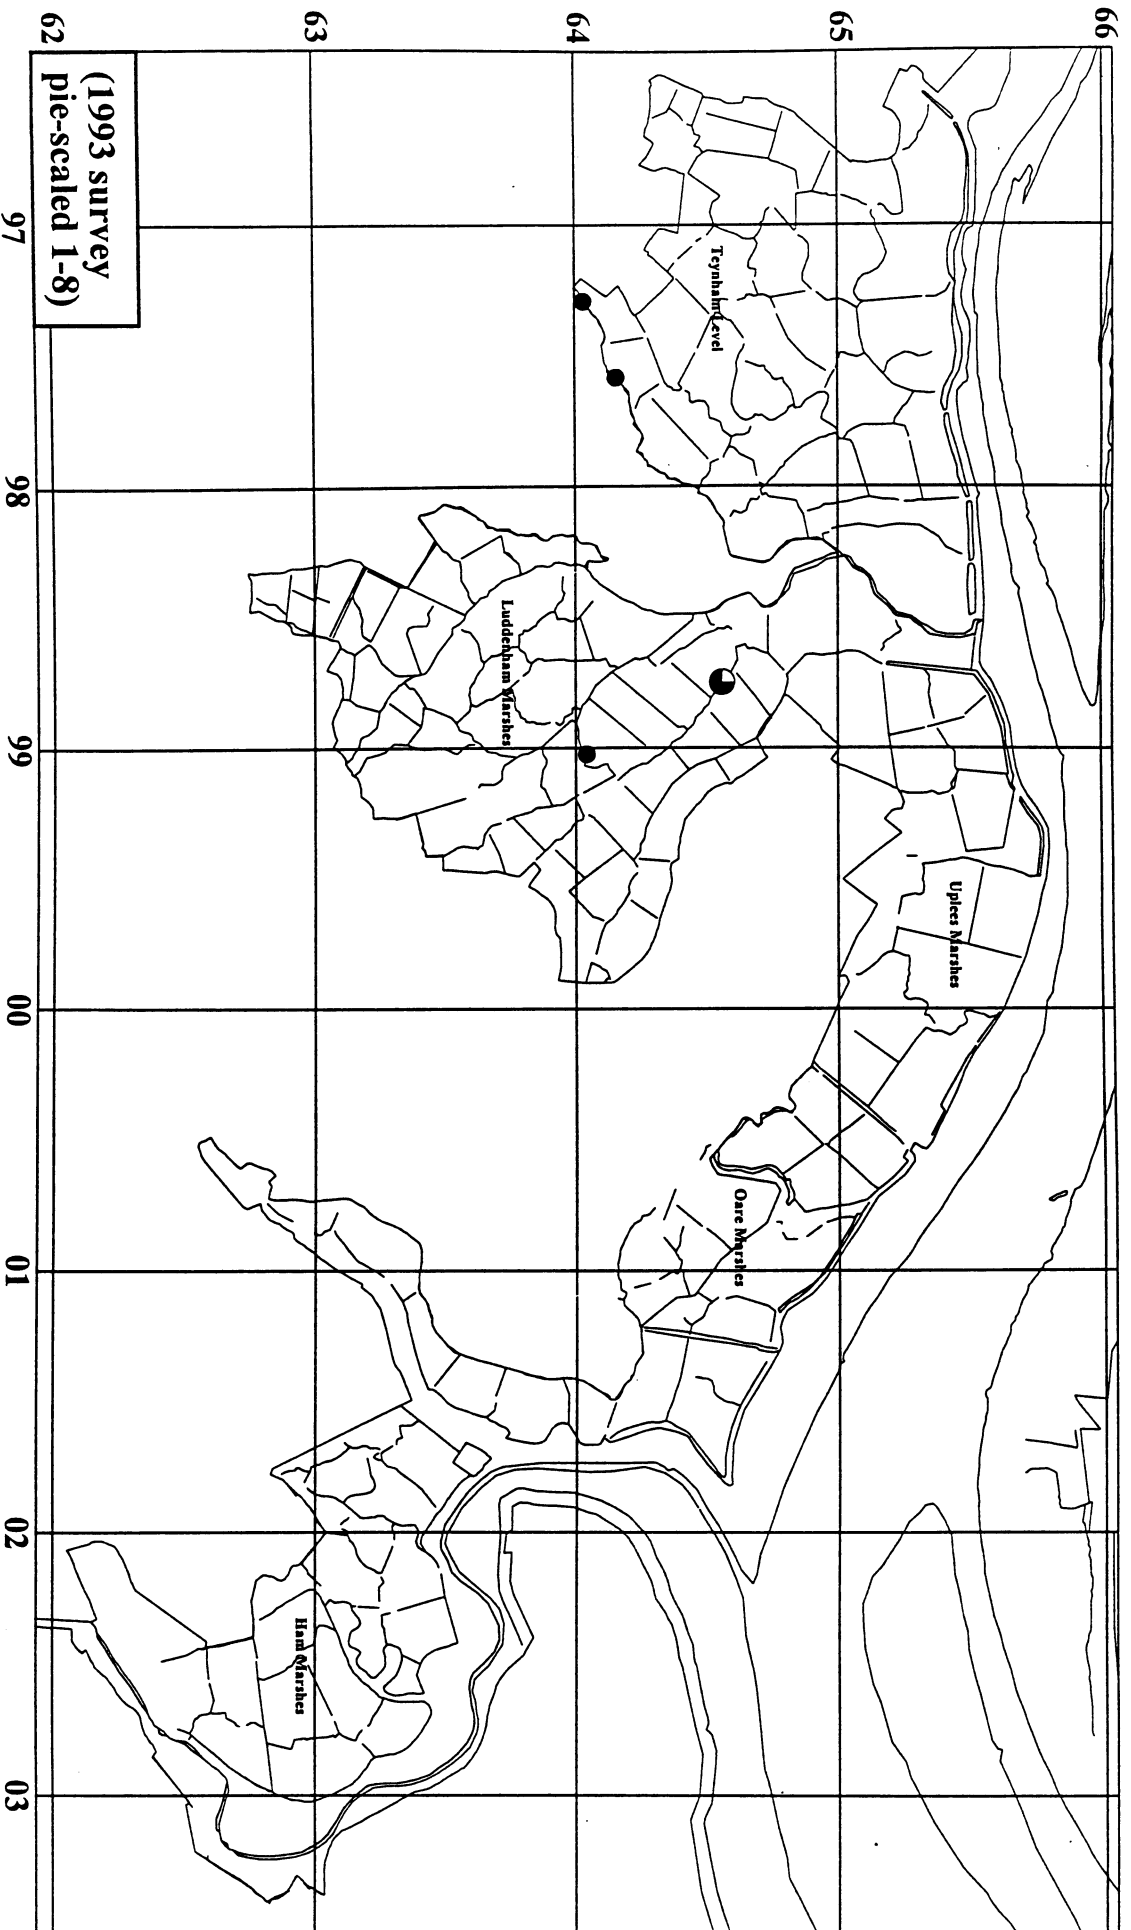 66
65
64
63
62
Teynham Level
Luddenham Marshes
Uplees Marshes
Oare Marshes
Ham Marshes
(1993 survey
pie-scaled 1-8)
97
98
99
00
01
02
03